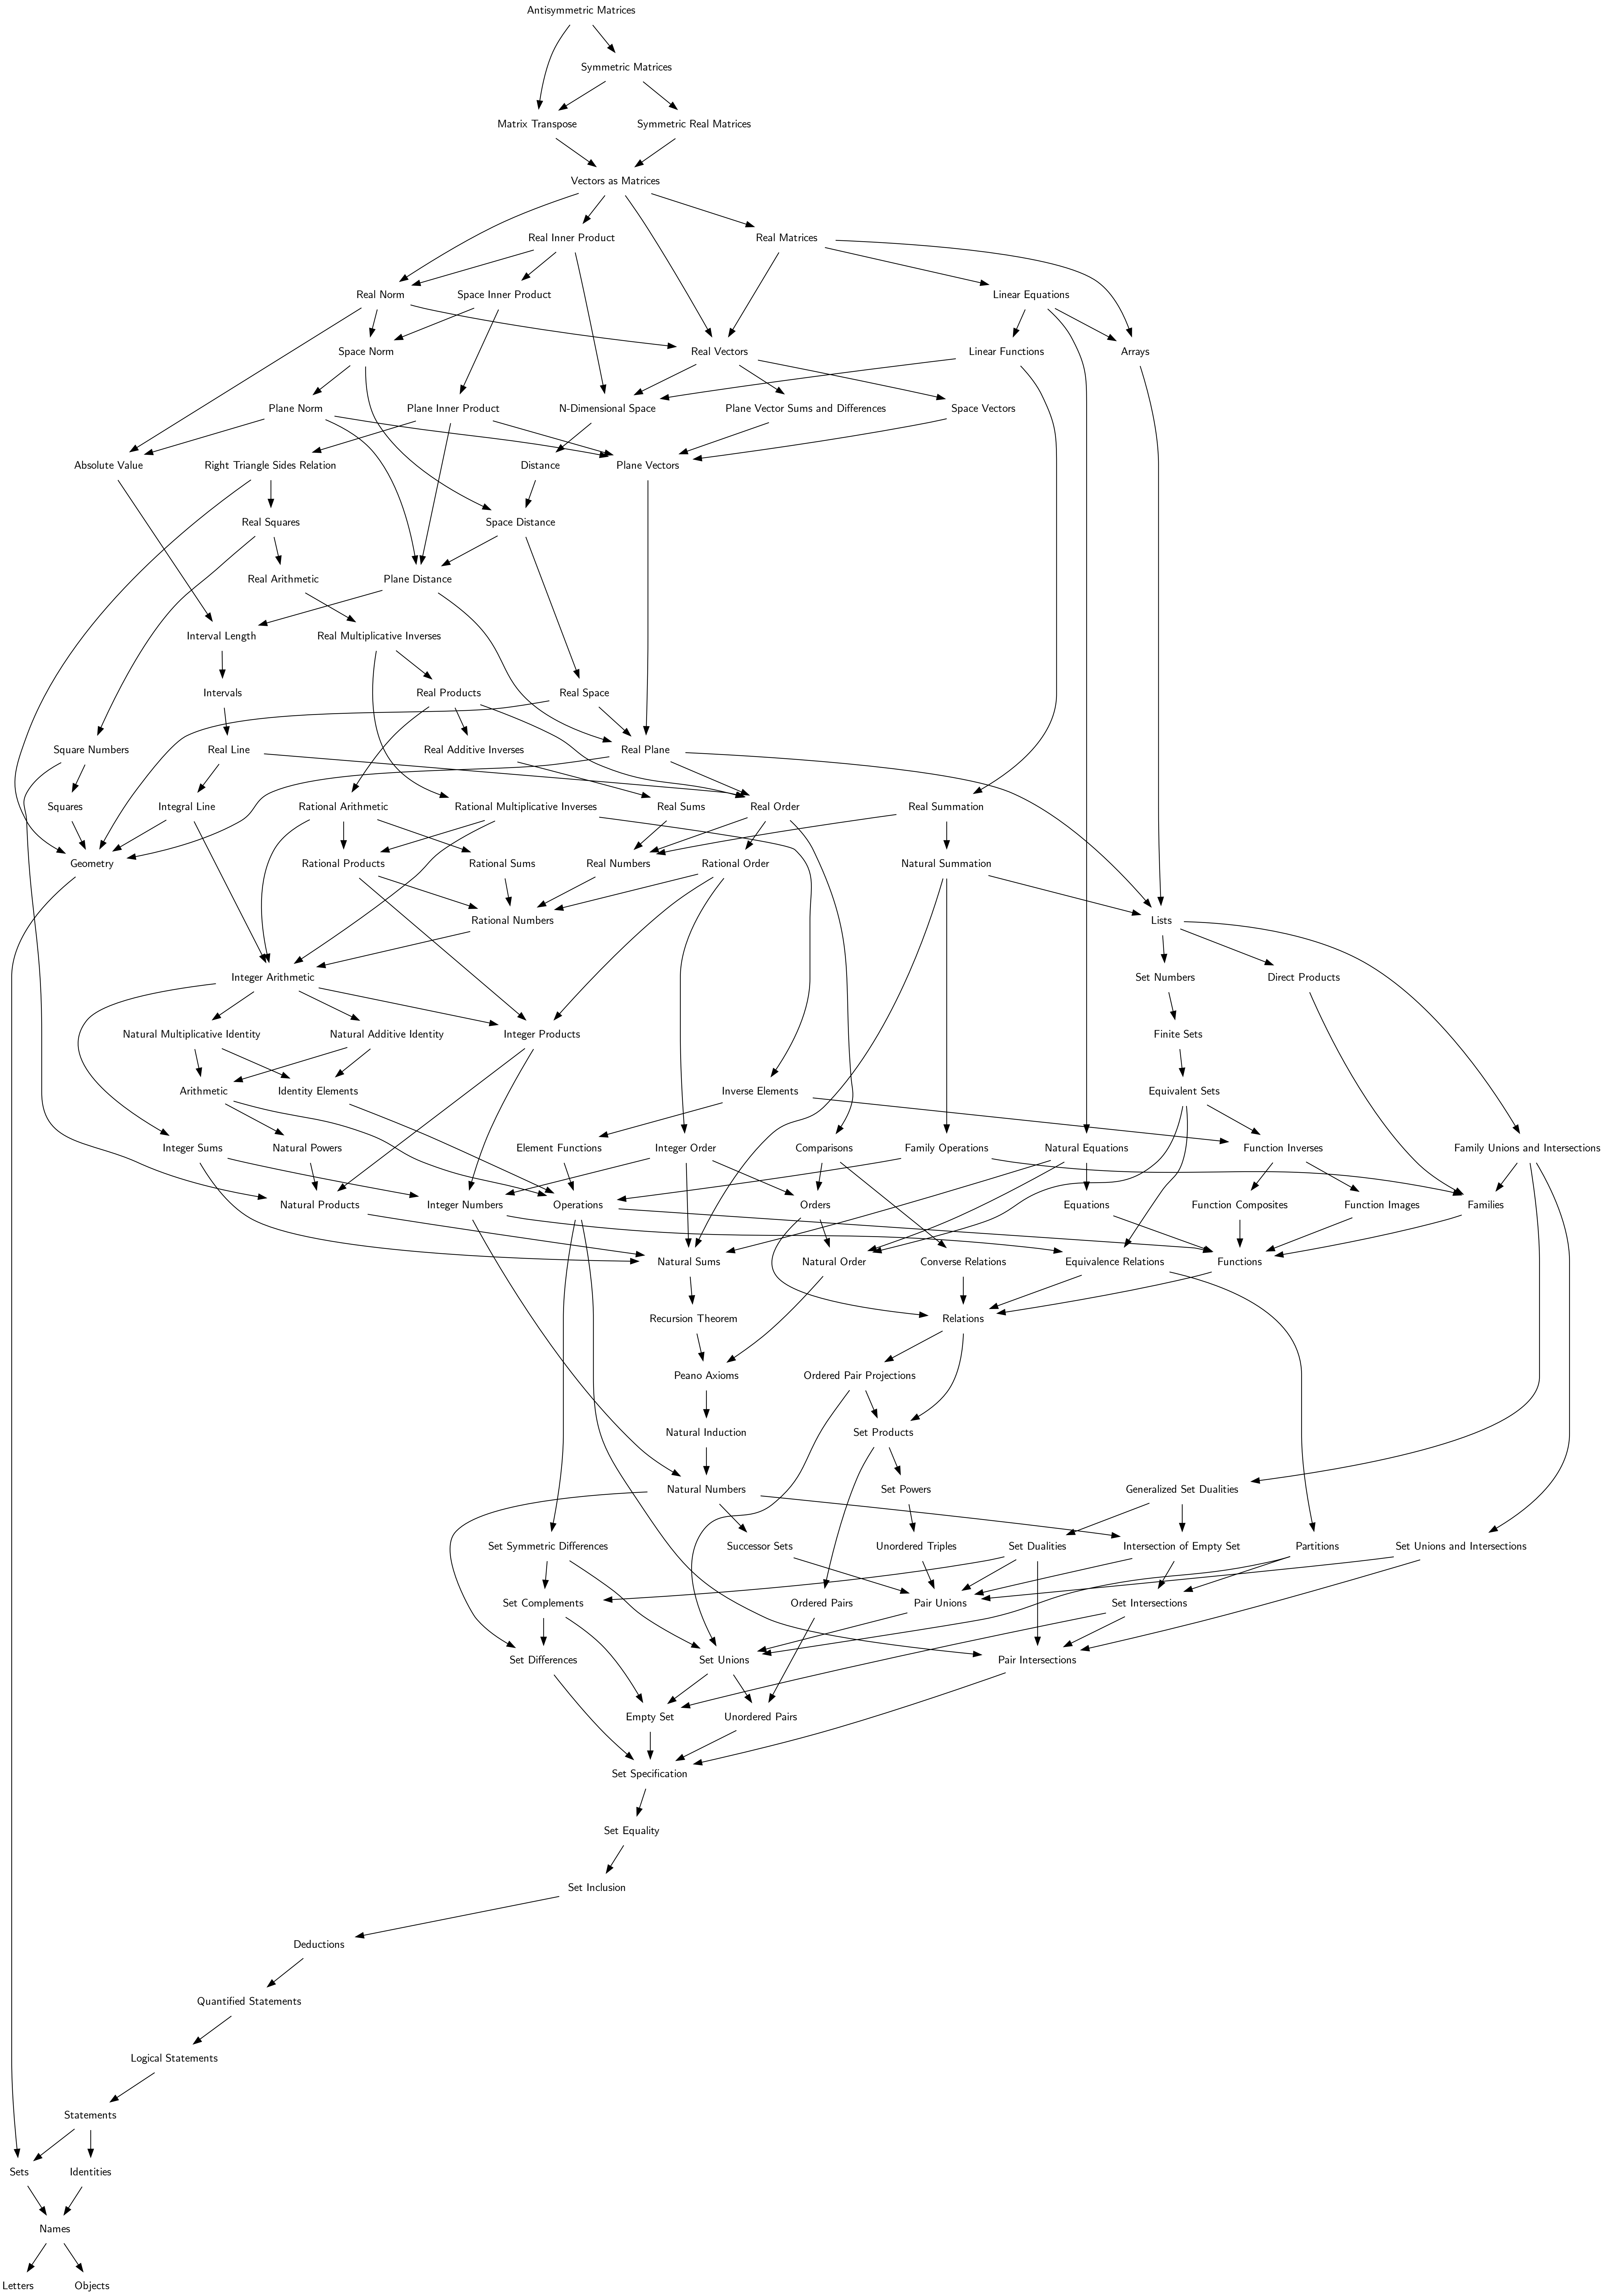 Antisymmetric Matrices
Symmetric Matrices
Matrix Transpose
Symmetric Real Matrices
Vectors as Matrices
Real Inner Product
Real Matrices
Real Norm
Space Inner Product
Linear Equations
Space Norm
Real Vectors
Linear Functions
Arrays
Plane Norm
Plane Inner Product
N-Dimensional Space
Plane Vector Sums and Differences
Space Vectors
Absolute Value
Right Triangle Sides Relation
Distance
Plane Vectors
Real Squares
Space Distance
Real Arithmetic
Plane Distance
Interval Length
Real Multiplicative Inverses
Intervals
Real Products
Real Space
Square Numbers
Real Line
Real Additive Inverses
Real Plane
Squares
Integral Line
Rational Arithmetic
Rational Multiplicative Inverses
Real Sums
Real Order
Real Summation
Geometry
Rational Products
Rational Sums
Real Numbers
Rational Order
Natural Summation
Rational Numbers
Lists
Integer Arithmetic
Set Numbers
Direct Products
Natural Multiplicative Identity
Natural Additive Identity
Integer Products
Finite Sets
Arithmetic
Identity Elements
Inverse Elements
Equivalent Sets
Integer Sums
Natural Powers
Element Functions
Integer Order
Comparisons
Family Operations
Natural Equations
Function Inverses
Family Unions and Intersections
Natural Products
Integer Numbers
Operations
Orders
Equations
Function Composites
Function Images
Families
Natural Sums
Natural Order
Converse Relations
Equivalence Relations
Functions
Recursion Theorem
Relations
Peano Axioms
Ordered Pair Projections
Natural Induction
Set Products
Natural Numbers
Set Powers
Generalized Set Dualities
Set Symmetric Differences
Successor Sets
Unordered Triples
Set Dualities
Intersection of Empty Set
Partitions
Set Unions and Intersections
Set Complements
Ordered Pairs
Pair Unions
Set Intersections
Set Differences
Set Unions
Pair Intersections
Empty Set
Unordered Pairs
Set Specification
Set Equality
Set Inclusion
Deductions
Quantified Statements
Logical Statements
Statements
Sets
Identities
Names
Letters
Objects